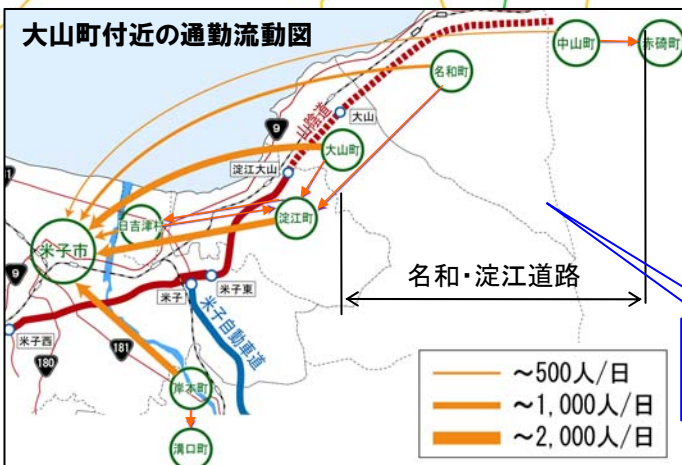 大山町付近の通勤流動図
中山町
赤碕町
名和町
大山
9
山陰道
大山町
淀江大山
淀江町
日吉津村
米子市
9
名和・淀江道路
米子東
米子
米子自動車道
米子西
180
181
岸本町
溝口町
～500人/日
～1,000人/日
～2,000人/日